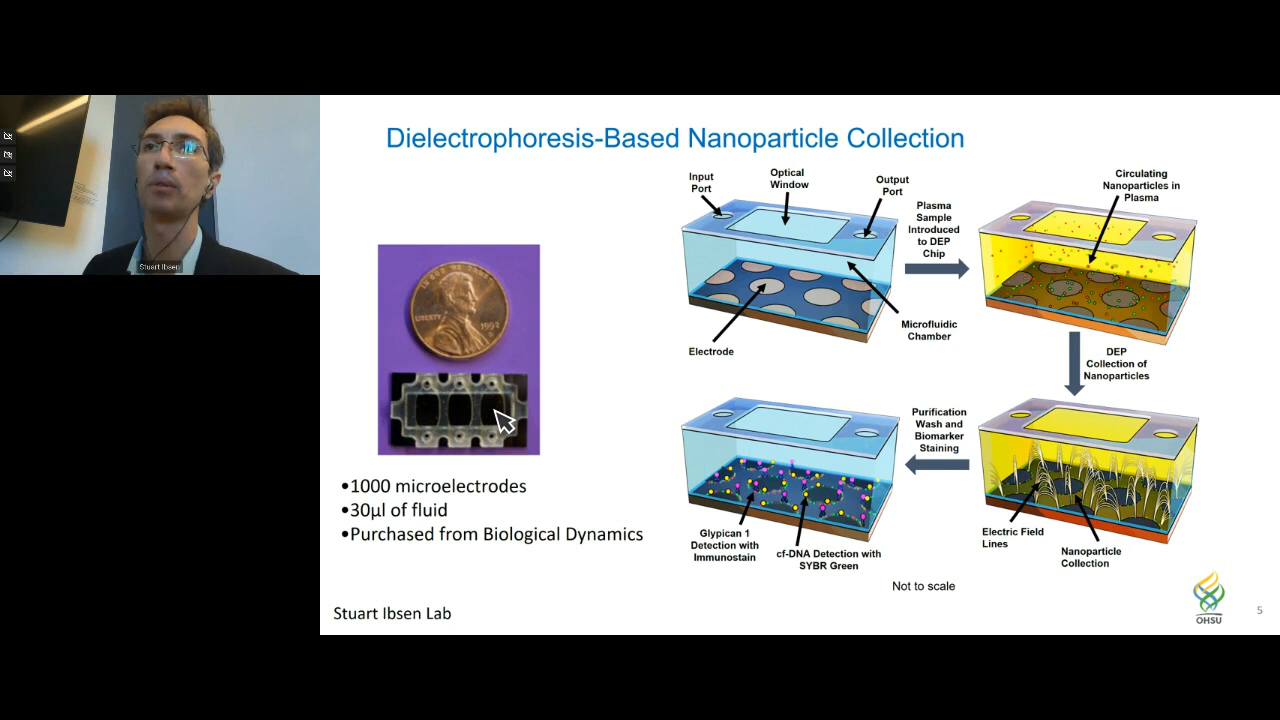 Stuart Ibsen
Dielectrophoresis-Based Nanoparticle Collection
LIBERTY
1992
•1000 microelectrodes
•30µl of fluid
•Purchased from Biological Dynamics
Stuart Ibsen Lab
Input
Port
Optical
Window
Output
Port
Electrode
Microfluidic
Chamber
Plasma
Sample
Introduced
to DEP
Chip
Circulating
Nanoparticles in
Plasma
DEP
Collection of
Nanoparticles
Electric Field
Lines
Nanoparticle
Collection
Purification
Wash and
Biomarker
Staining
Glypican 1
Detection with
Immunostain
cf-DNA Detection with
SYBR Green
Not to scale
OHSU
5